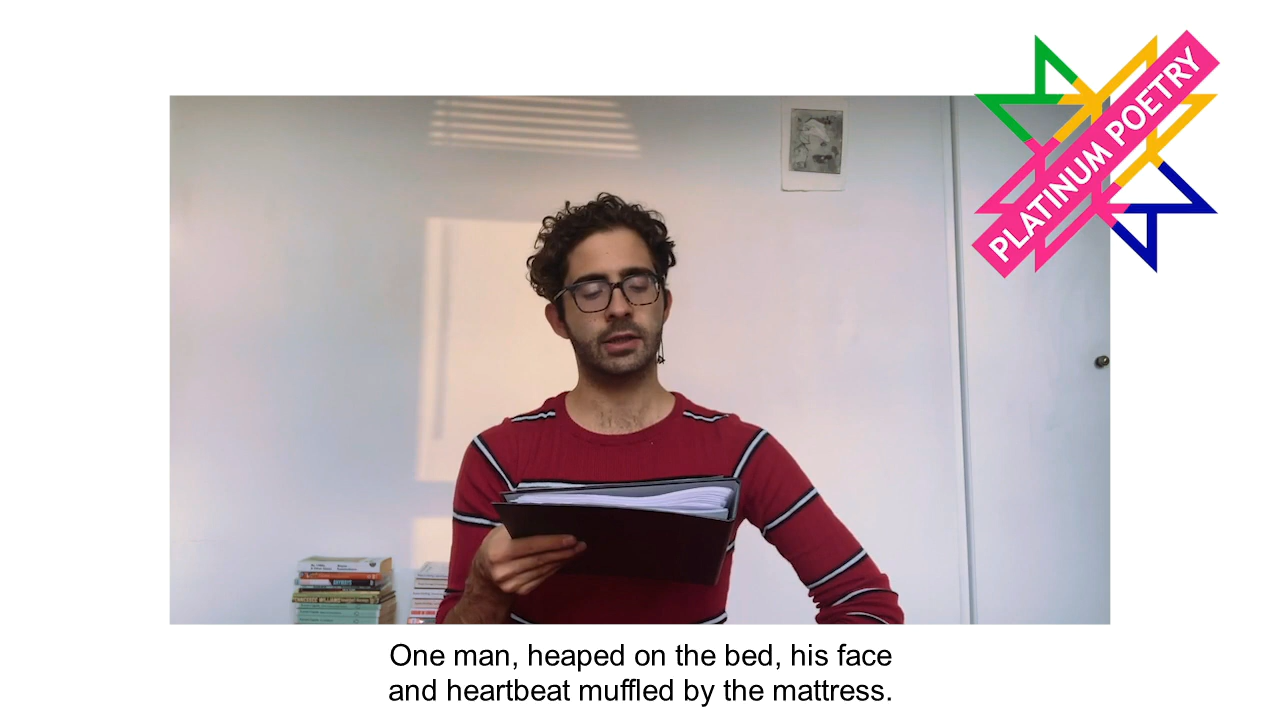 PLATINUM POETRY
One man, heaped on the bed, his face
and heartbeat muffled by the mattress.